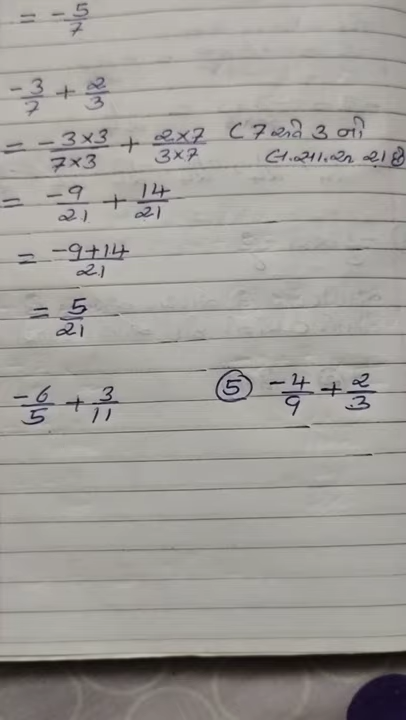 = -5/7
-3/7 + 2/3
= -3×3/7×3 + 2×7/3×7 (7 અને 3 નો
લ.સા.અ 21 છે
= -9/21 + 14/21
= -9+14/21
= 5/21
-6/5 + 3/11 ⑤ -4/9 + 2/3